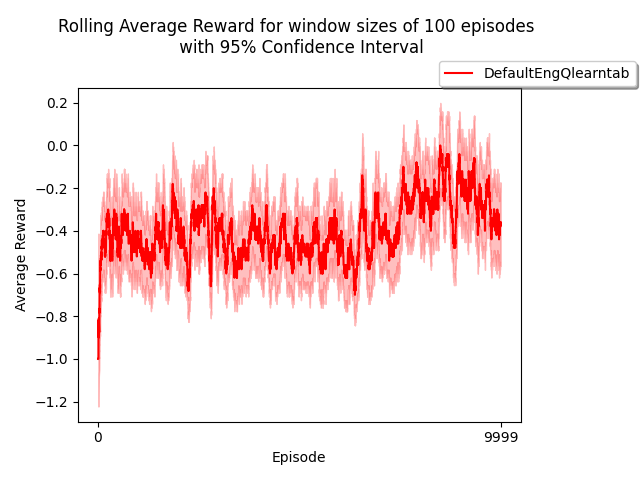 Rolling Average Reward for window sizes of 100 episodes
with 95% Confidence Interval
DefaultEngQlearntab
0.2
0.0
−0.2
−0.4
−0.6
−0.8
−1.0
−1.2
Average Reward
0
9999
Episode